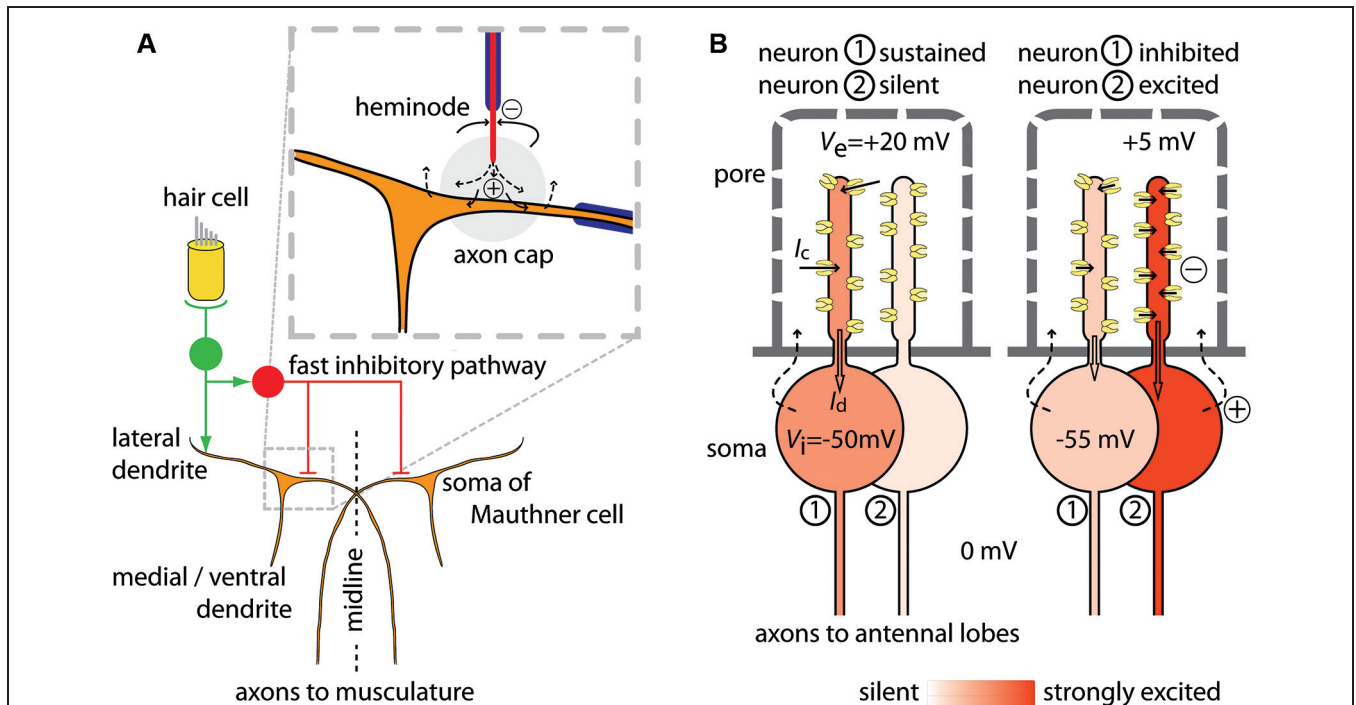 A
heminode
−
+
axon cap
hair cell
fast inhibitory pathway
lateral
dendrite
soma of
Mauthner cell
medial / ventral
dendrite
midline
axons to musculature
B
neuron 1 sustained
neuron 2 silent
neuron 1 inhibited
neuron 2 excited
Ve=+20 mV
+5 mV
pore
Ic
−
Id
+
soma
Vi=-50mV
-55 mV
1
2
1
2
0 mV
axons to antennal lobes
silent
strongly excited